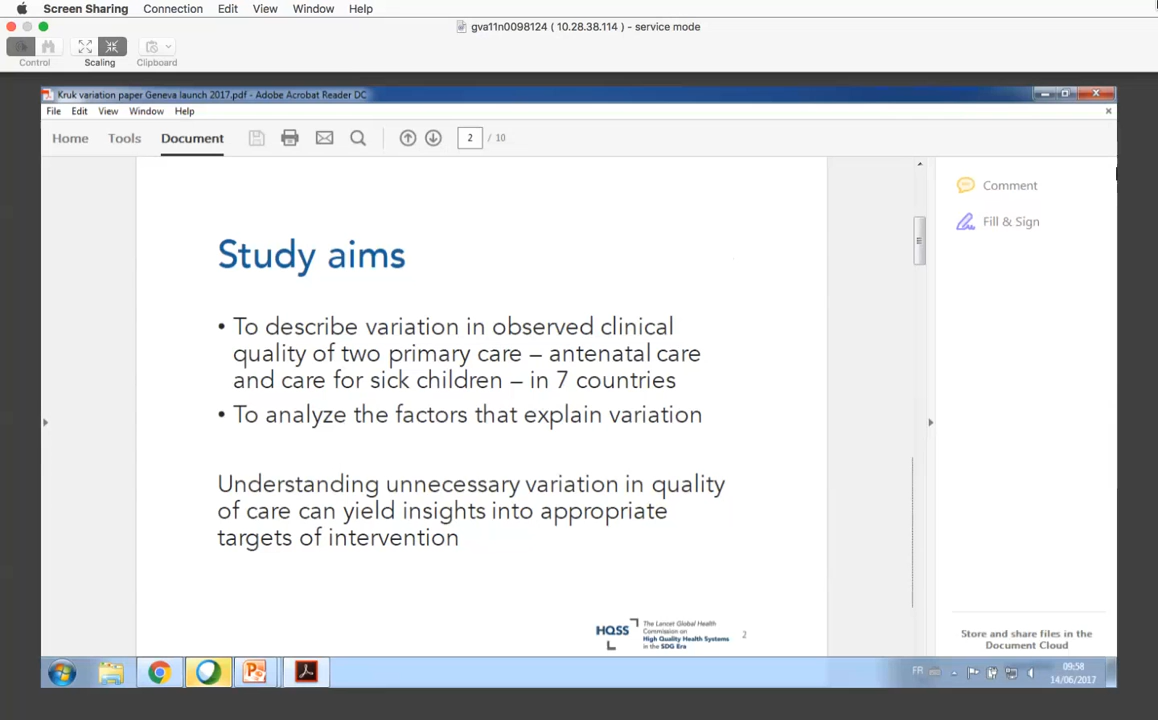 Screen Sharing Connection Edit View Window Help
gva11n0098124 ( 10.28.38.114 ) - service mode
Control Scaling Clipboard
Kruk variation paper Geneva launch 2017.pdf - Adobe Acrobat Reader DC
File Edit View Window Help
Home Tools Document 2 / 10
Comment
Fill & Sign
Study aims
• To describe variation in observed clinical
quality of two primary care – antenatal care
and care for sick children – in 7 countries
• To analyze the factors that explain variation
Understanding unnecessary variation in quality
of care can yield insights into appropriate
targets of intervention
HQSS
The Lancet Global Health
Commission on
High Quality Health Systems
in the SDG Era
2
Store and share files in the
Document Cloud
FR
09:58
14/06/2017